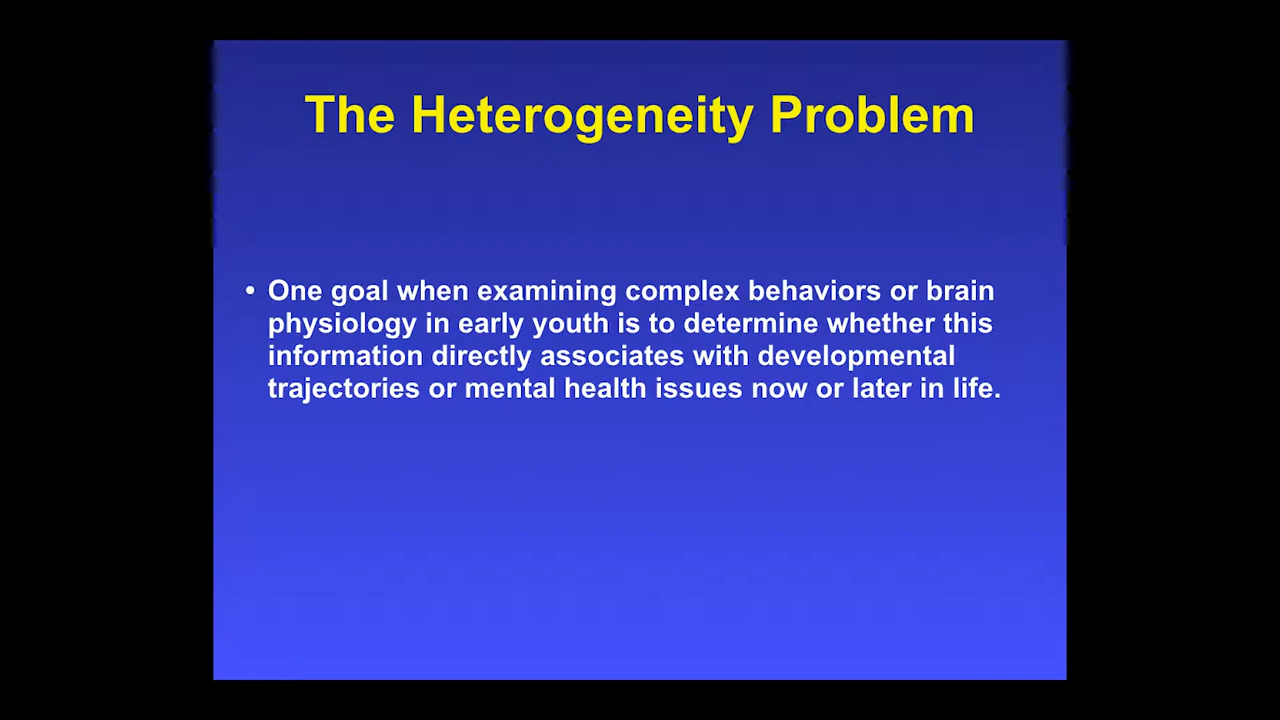 The Heterogeneity Problem
• One goal when examining complex behaviors or brain
physiology in early youth is to determine whether this
information directly associates with developmental
trajectories or mental health issues now or later in life.